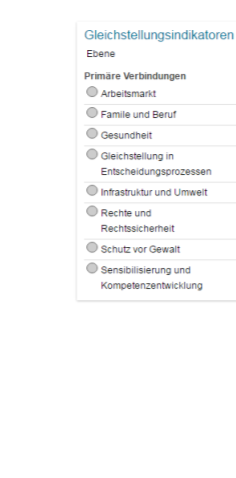 Gleichstellungsindikatoren
Ebene
Primäre Verbindungen
Arbeitsmarkt
Famile und Beruf
Gesundheit
Gleichstellung in
Entscheidungsprozessen
Infrastruktur und Umwelt
Rechte und
Rechtssicherheit
Schutz vor Gewalt
Sensibilisierung und
Kompetenzentwicklung